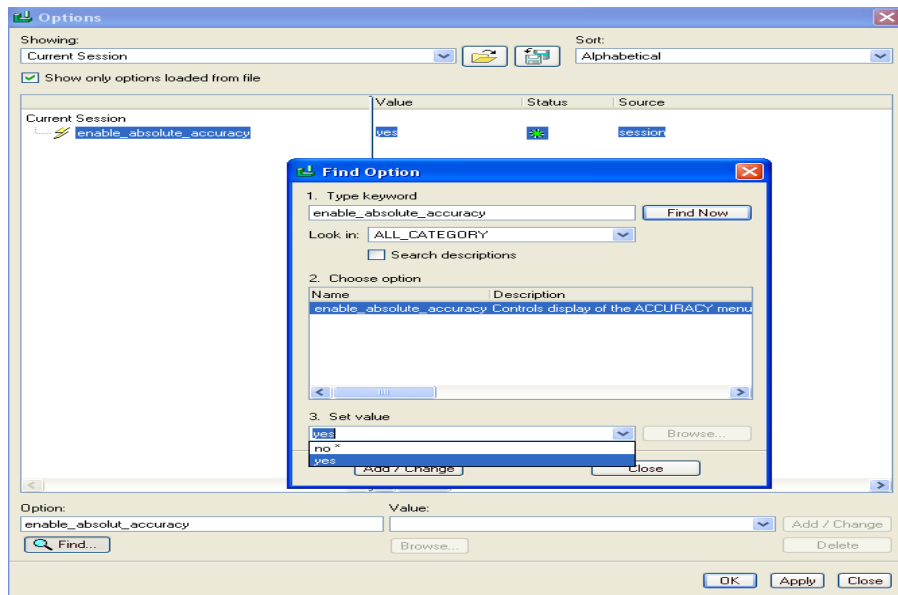 Options
Showing:
Sort:
Current Session
Alphabetical
Show only options loaded from file
Value Status Source
Current Session
enable_absolute_accuracy yes session
Find Option
1. Type keyword
enable_absolute_accuracy Find Now
Look in: ALL_CATEGORY
Search descriptions
2. Choose option
Name Description
enable_absolute_accuracy Controls display of the ACCURACY menu
3. Set value
yes Browse...
no *
yes
Add / Change Close
Option: Value:
enable_absolut_accuracy Add / Change
Find... Browse... Delete
OK Apply Close